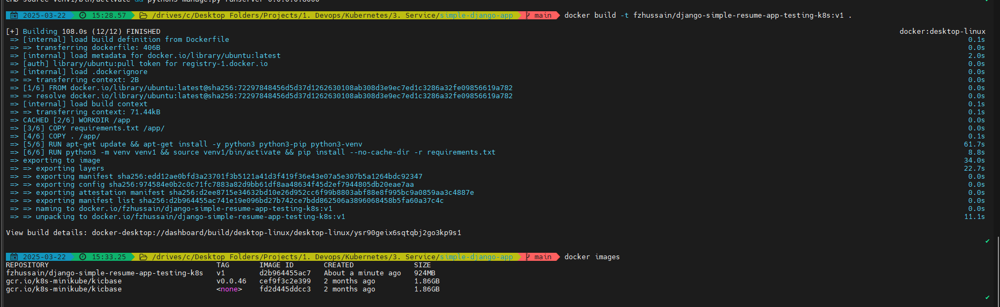 CMD source venv1/bin/activate && python3 manage.py runserver 0.0.0.0:8000
2025-03-22 15:28.57 /drives/c/Desktop Folders/Projects/1. Devops/Kubernetes/3. Service/simple-django-app main docker build -t fzhussain/django-simple-resume-app-testing-k8s:v1 .
[+] Building 108.0s (12/12) FINISHED docker:desktop-linux
=> [internal] load build definition from Dockerfile 0.1s
=> => transferring dockerfile: 406B 0.0s
=> [internal] load metadata for docker.io/library/ubuntu:latest 2.0s
=> [auth] library/ubuntu:pull token for registry-1.docker.io 0.0s
=> [internal] load .dockerignore 0.0s
=> => transferring context: 2B 0.0s
=> [1/6] FROM docker.io/library/ubuntu:latest@sha256:72297848456d5d37d1262630108ab308d3e9ec7ed1c3286a32fe09856619a782 0.0s
=> => resolve docker.io/library/ubuntu:latest@sha256:72297848456d5d37d1262630108ab308d3e9ec7ed1c3286a32fe09856619a782 0.0s
=> [internal] load build context 0.1s
=> => transferring context: 71.44kB 0.1s
=> CACHED [2/6] WORKDIR /app 0.0s
=> [3/6] COPY requirements.txt /app/ 0.0s
=> [4/6] COPY . /app/ 0.1s
=> [5/6] RUN apt-get update && apt-get install -y python3 python3-pip python3-venv 61.7s
=> [6/6] RUN python3 -m venv venv1 && source venv1/bin/activate && pip install --no-cache-dir -r requirements.txt 8.8s
=> exporting to image 34.0s
=> => exporting layers 22.7s
=> => exporting manifest sha256:edd12ae0bfd3a23701f3b5121a41d3f419f36e43e07a5e307b5a1264bdc92347 0.0s
=> => exporting config sha256:974584e0b2c0c71fc7883a82d9bb61df8aa48634f45d2ef7944805db20eae7aa 0.0s
=> => exporting attestation manifest sha256:d2ee8715e34632bd10e26d952cc6f99b8803abf88e8f995bc9a0859aa3c4887e 0.0s
=> => exporting manifest list sha256:d2b964455ac741e19e096bd27b742ce7bdd862506a3896068458b5fa60a37c4c 0.0s
=> => naming to docker.io/fzhussain/django-simple-resume-app-testing-k8s:v1 0.0s
=> => unpacking to docker.io/fzhussain/django-simple-resume-app-testing-k8s:v1 11.1s
View build details: docker-desktop://dashboard/build/desktop-linux/desktop-linux/ysr90geix6sqtqbj2go3kp9s1
2025-03-22 15:33.25 /drives/c/Desktop Folders/Projects/1. Devops/Kubernetes/3. Service/simple-django-app main docker images
REPOSITORY TAG IMAGE ID CREATED SIZE
fzhussain/django-simple-resume-app-testing-k8s v1 d2b964455ac7 About a minute ago 924MB
gcr.io/k8s-minikube/kicbase v0.0.46 cef9f3c2e399 2 months ago 1.86GB
gcr.io/k8s-minikube/kicbase <none> fd2d445ddcc3 2 months ago 1.86GB